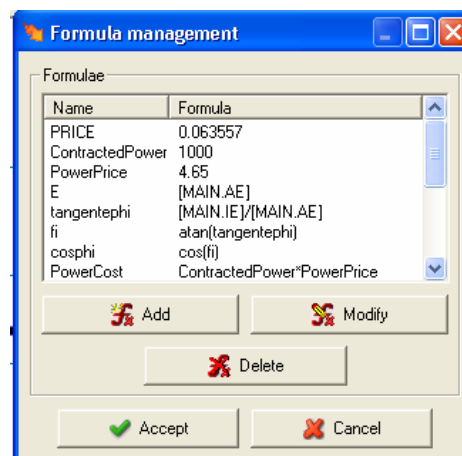 Formula management
Formulae
Name Formula
PRICE 0.063557
ContractedPower 1000
PowerPrice 4.65
E [MAIN.AE]
tangentephi [MAIN.IE]/[MAIN.AE]
fi atan(tangentephi)
cosphi cos(fi)
PowerCost ContractedPower*PowerPrice
Add Modify
Delete
Accept Cancel